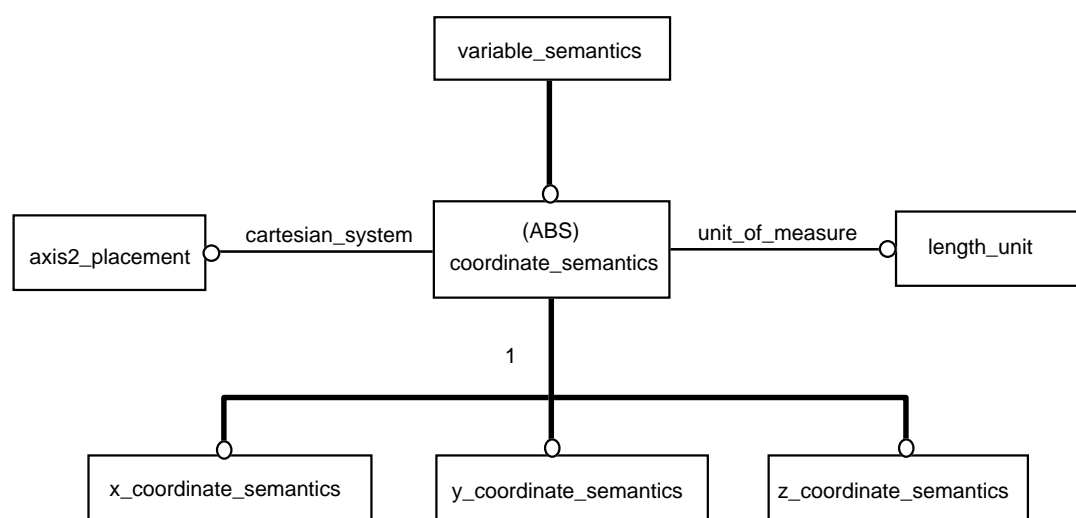 variable_semantics
(ABS)
cartesian_system
unit_of_measure
axis2_placement
coordinate_semantics
length_unit
1
x_coordinate_semantics
y_coordinate_semantics
z_coordinate_semantics